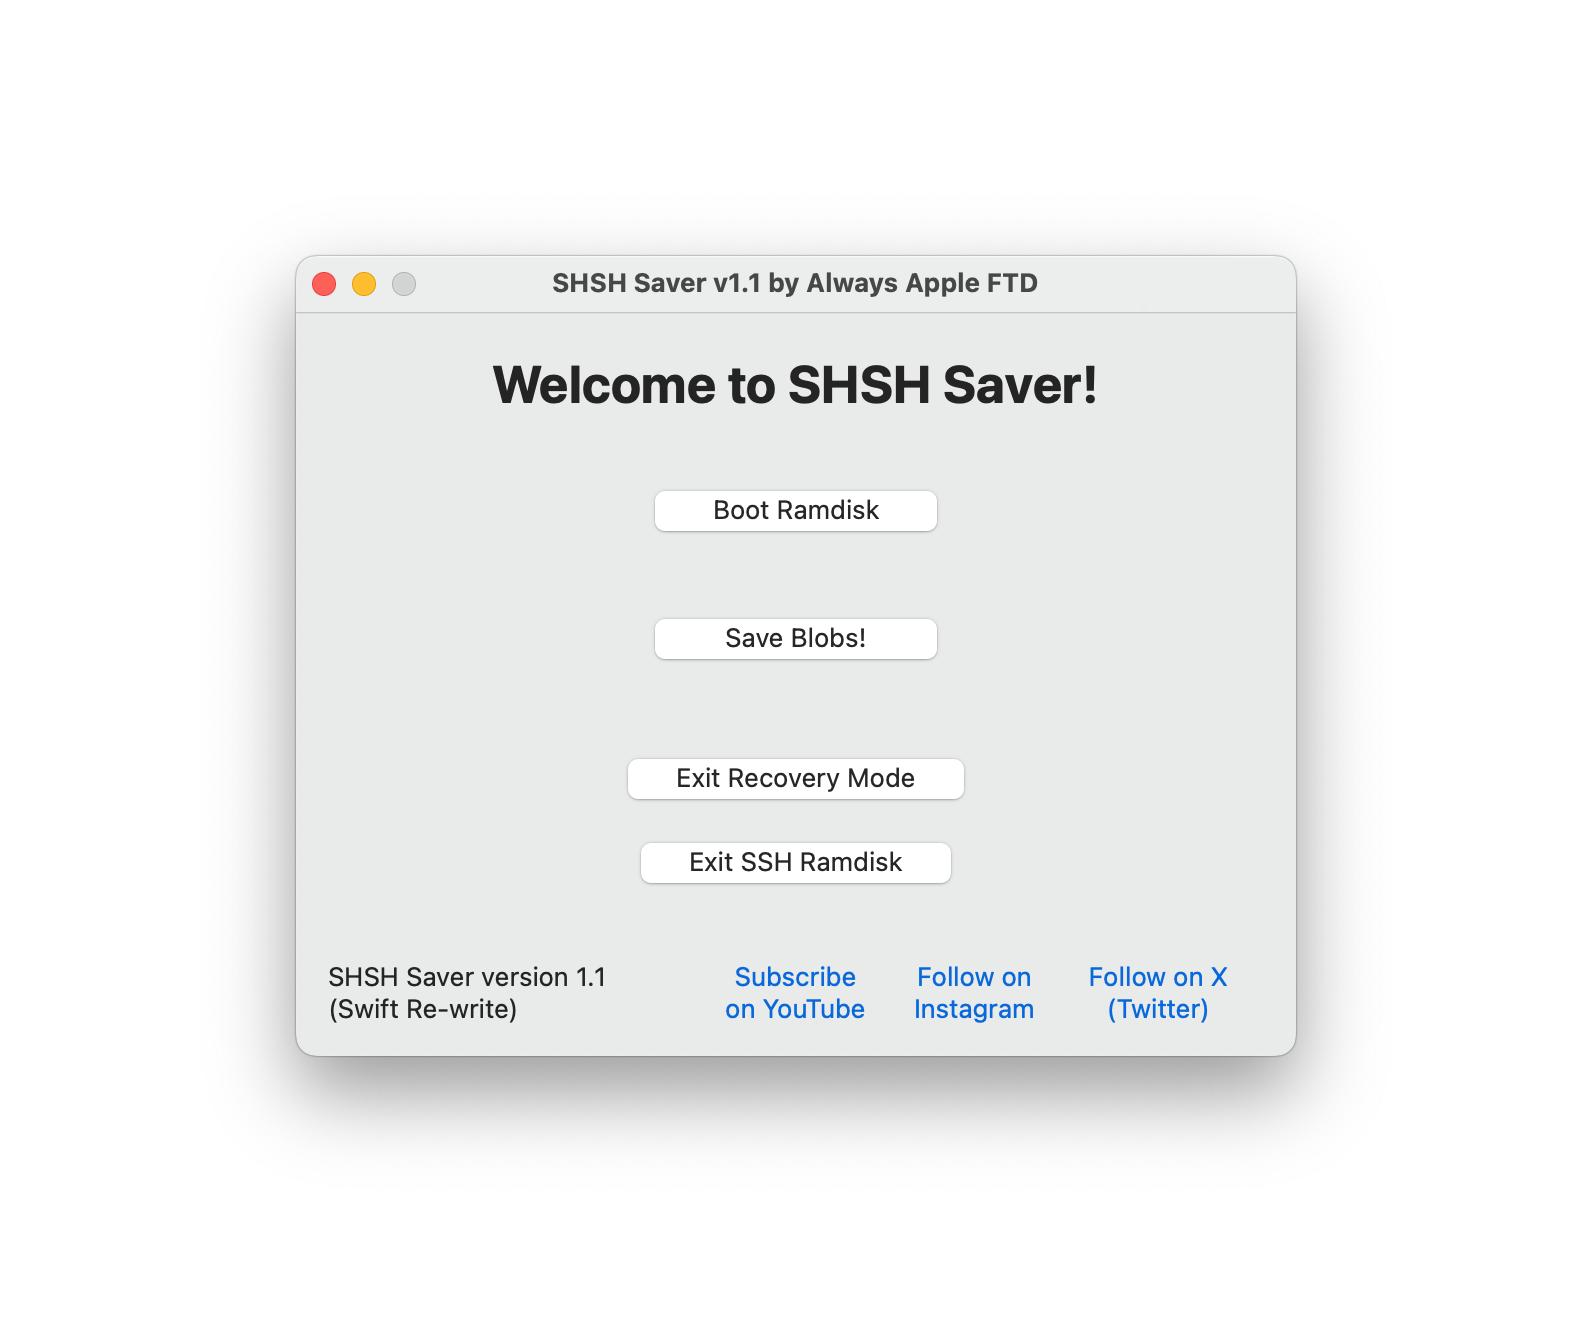 SHSH Saver v1.1 by Always Apple FTD
Welcome to SHSH Saver!
Boot Ramdisk
Save Blobs!
Exit Recovery Mode
Exit SSH Ramdisk
SHSH Saver version 1.1
(Swift Re-write)
Subscribe
on YouTube
Follow on
Instagram
Follow on X
(Twitter)